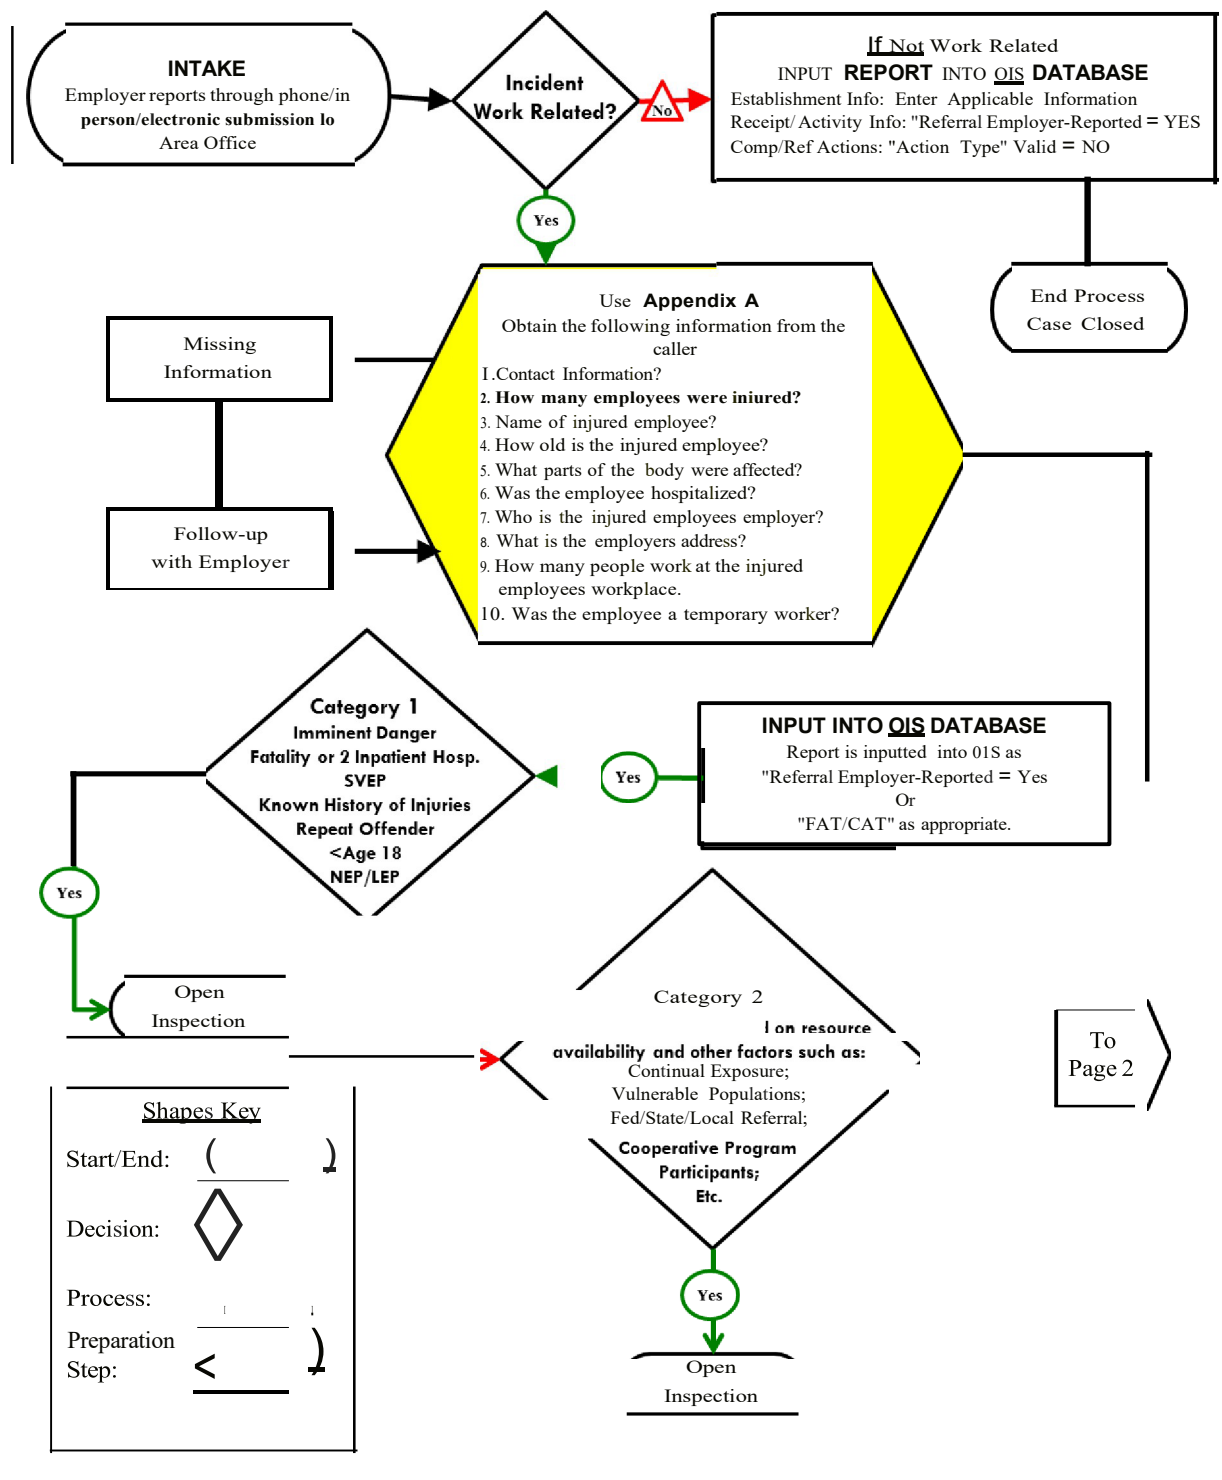 INTAKE
Employer reports through phone/in
person/electronic submission lo
Area Office
Incident
Work Related?
No
If Not Work Related
INPUT REPORT INTO OIS DATABASE
Establishment Info: Enter Applicable Information
Receipt/ Activity Info: "Referral Employer-Reported = YES
Comp/Ref Actions: "Action Type" Valid = NO
Yes
End Process
Case Closed
Use Appendix A
Obtain the following information from the
caller
I.Contact Information?
2. How many employees were iniured?
3. Name of injured employee?
4. How old is the injured employee?
5. What parts of the body were affected?
6. Was the employee hospitalized?
7. Who is the injured employees employer?
8. What is the employers address?
9. How many people work at the injured
employees workplace.
10. Was the employee a temporary worker?
Missing
Information
Follow-up
with Employer
INPUT INTO OIS DATABASE
Report is inputted into 01S as
"Referral Employer-Reported = Yes
Or
"FAT/CAT" as appropriate.
Yes
Category 1
Imminent Danger
Fatality or 2 Inpatient Hosp.
SVEP
Known History of Injuries
Repeat Offender
<Age 18
NEP/LEP
Yes
Open
Inspection
Category 2
l on resource
availability and other factors such as:
Continual Exposure;
Vulnerable Populations;
Fed/State/Local Referral;
Cooperative Program
Participants;
Etc.
To
Page 2
Yes
Open
Inspection
Shapes Key
Start/End: ( )
Decision:
Process:
Preparation
Step: < )